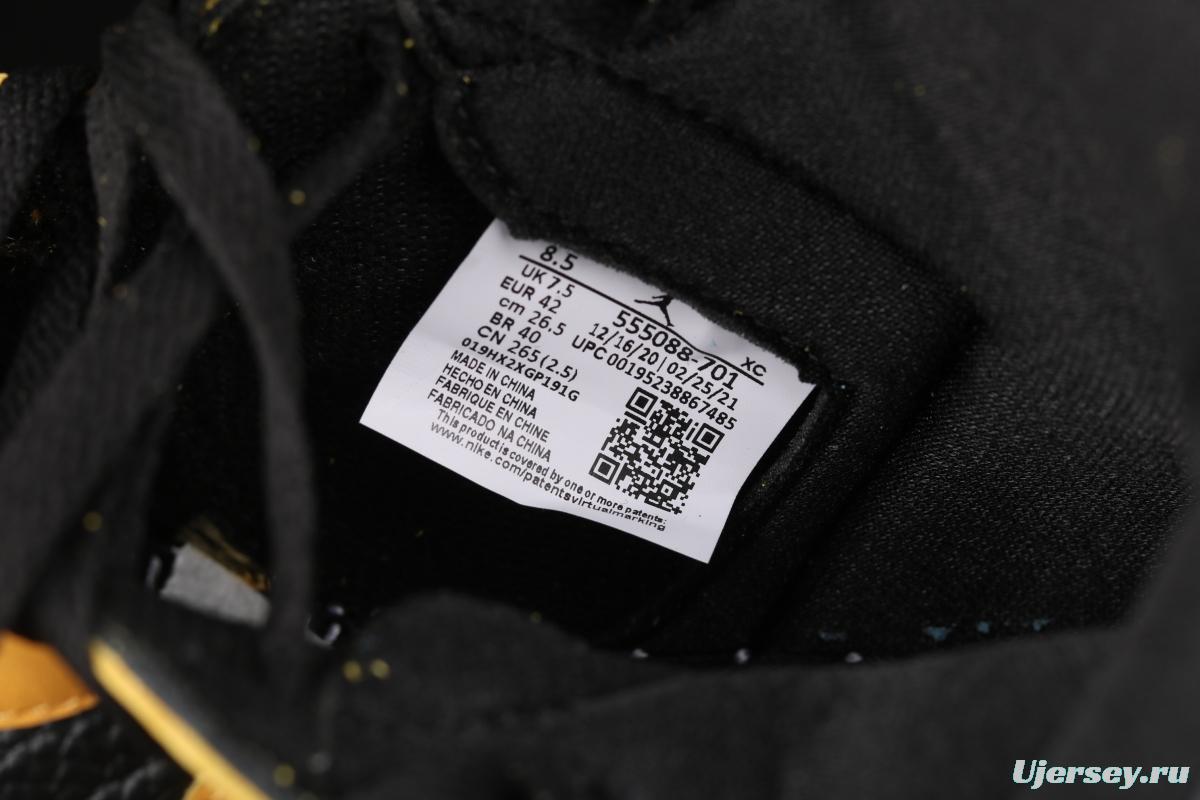 8.5
UK 7.5
EUR 42
cm 26.5
BR 40
CN 265(2.5)
019HX2XGP191G
XC
555088-701
12/16/20 | 02/25/21
UPC 00195238867485
MADE IN CHINA
HECHO EN CHINA
FABRIQUE EN CHINE
FABRICADO NA CHINA
This product is covered by one or more patents:
www.nike.com/patentsvirtualmarking
Ujersey.ru